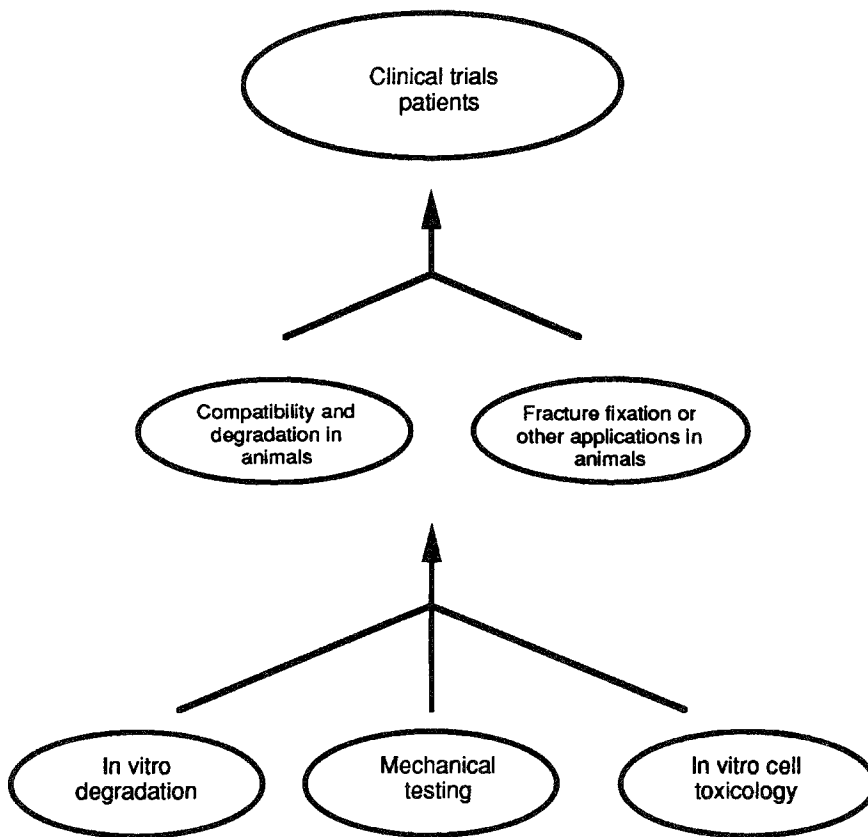 Clinical trials
patients
Compatibility and
degradation in
animals
Fracture fixation or
other applications in
animals
In vitro
degradation
Mechanical
testing
In vitro cell
toxicology